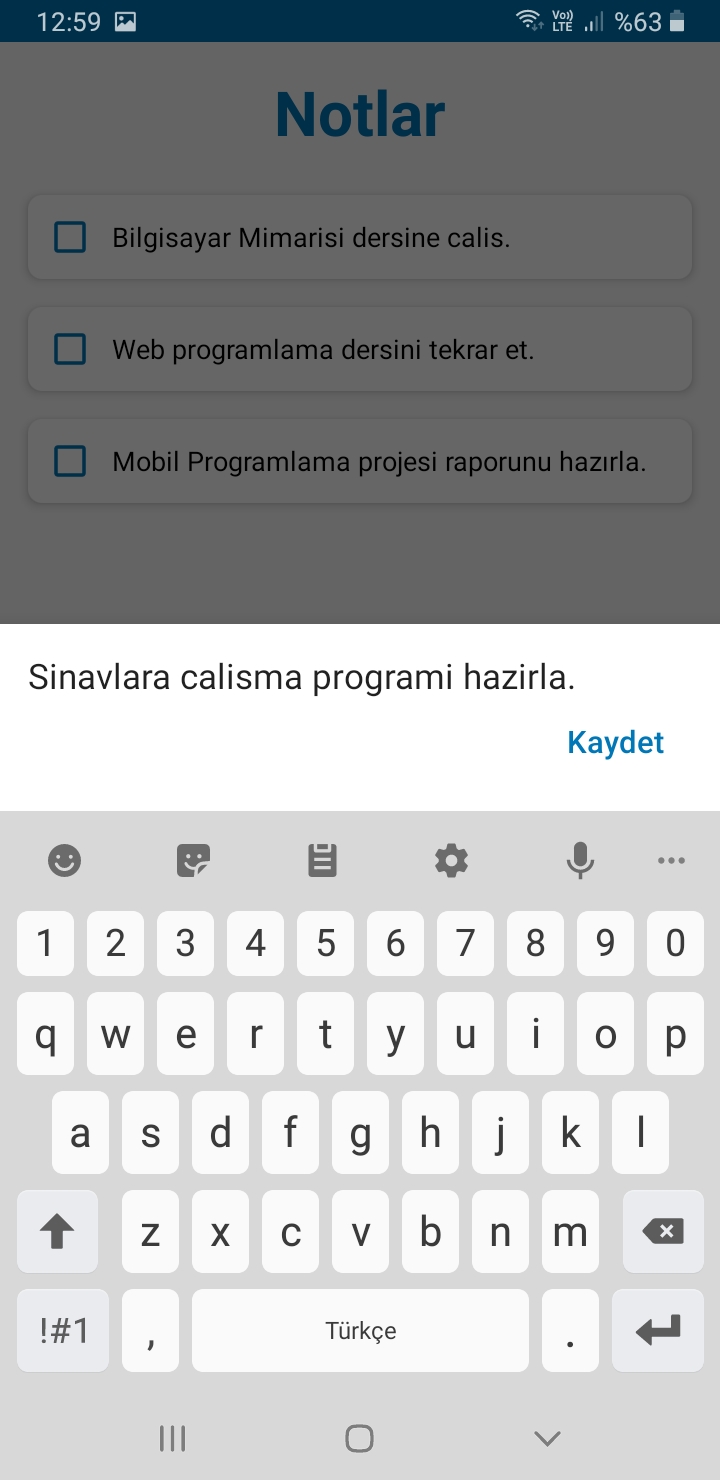 12:59 Vo)) LTE %63
Notlar
Bilgisayar Mimarisi dersine calis.
Web programlama dersini tekrar et.
Mobil Programlama projesi raporunu hazırla.
Sinavlara calisma programi hazirla.
Kaydet
1 2 3 4 5 6 7 8 9 0
q w e r t y u i o p
a s d f g h j k l
z x c v b n m
!#1 , Türkçe .